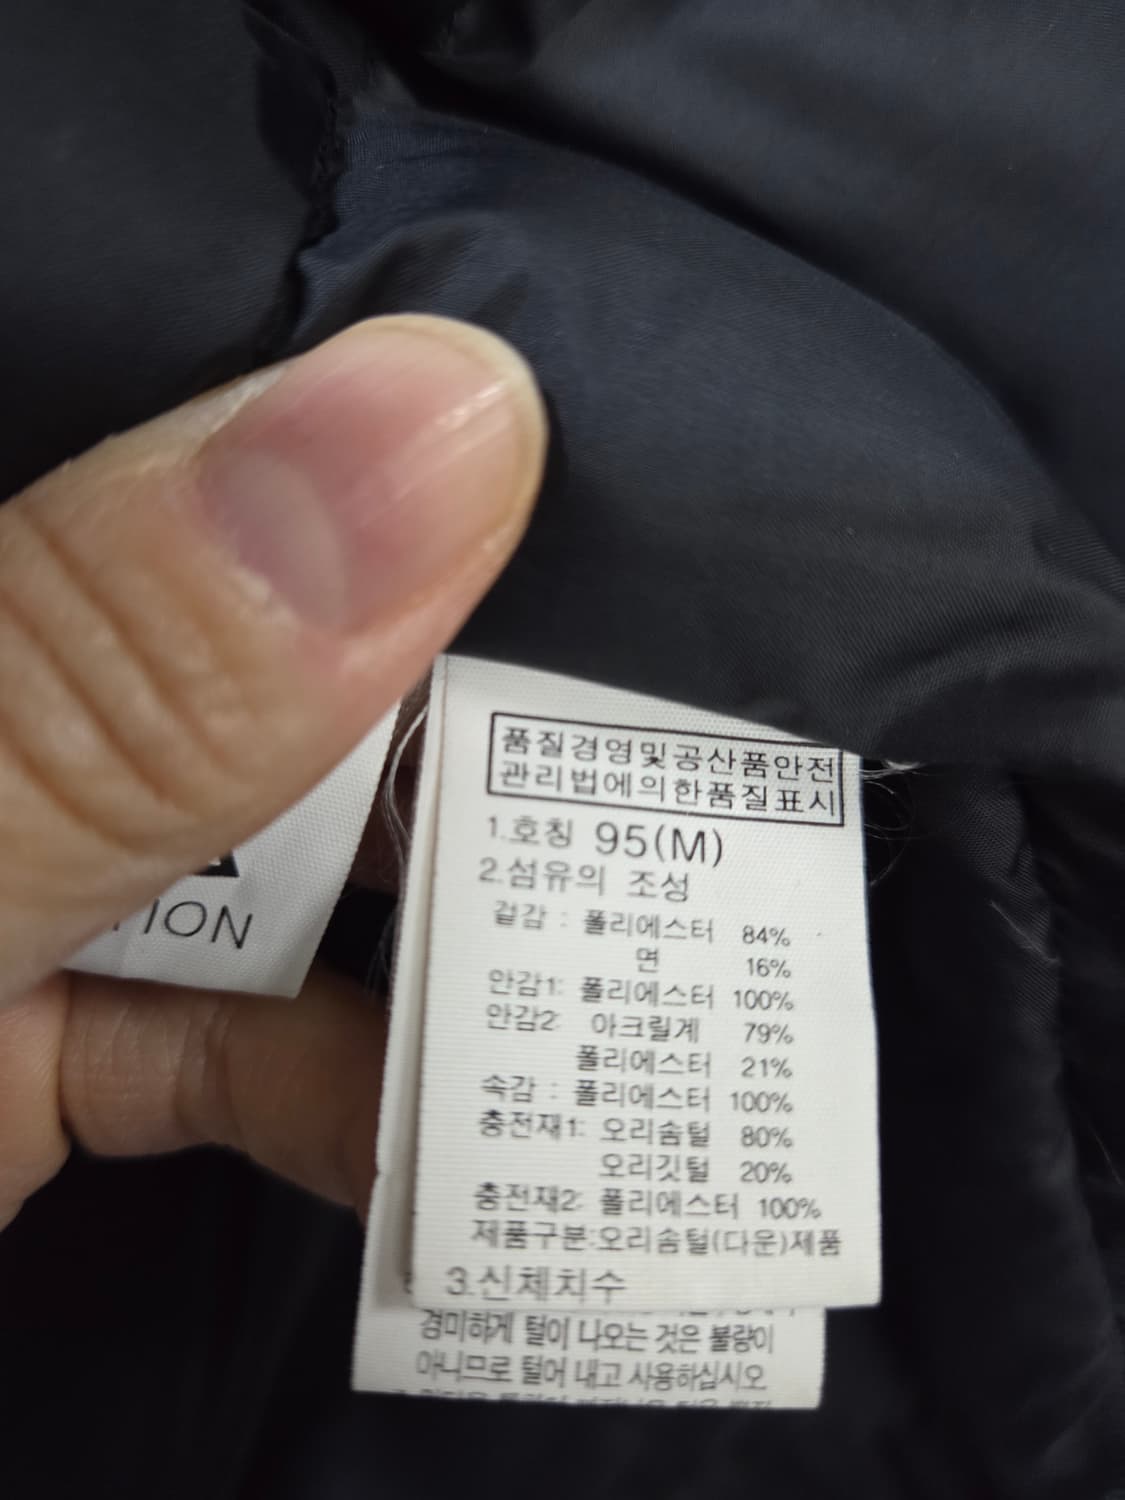 품질경영및공산품안전
관리법에의한품질표시
1.호칭 95(M)
2.섬유의 조성
겉감 : 폴리에스터 84%
면 16%
안감1: 폴리에스터 100%
안감2: 아크릴계 79%
폴리에스터 21%
속감 : 폴리에스터 100%
충전재1: 오리솜털 80%
오리깃털 20%
충전재2: 폴리에스터 100%
제품구분:오리솜털(다운)제품
3.신체치수
경미하게 털이 나오는 것은 불량이
아니므로 털어 내고 사용하십시오
TION